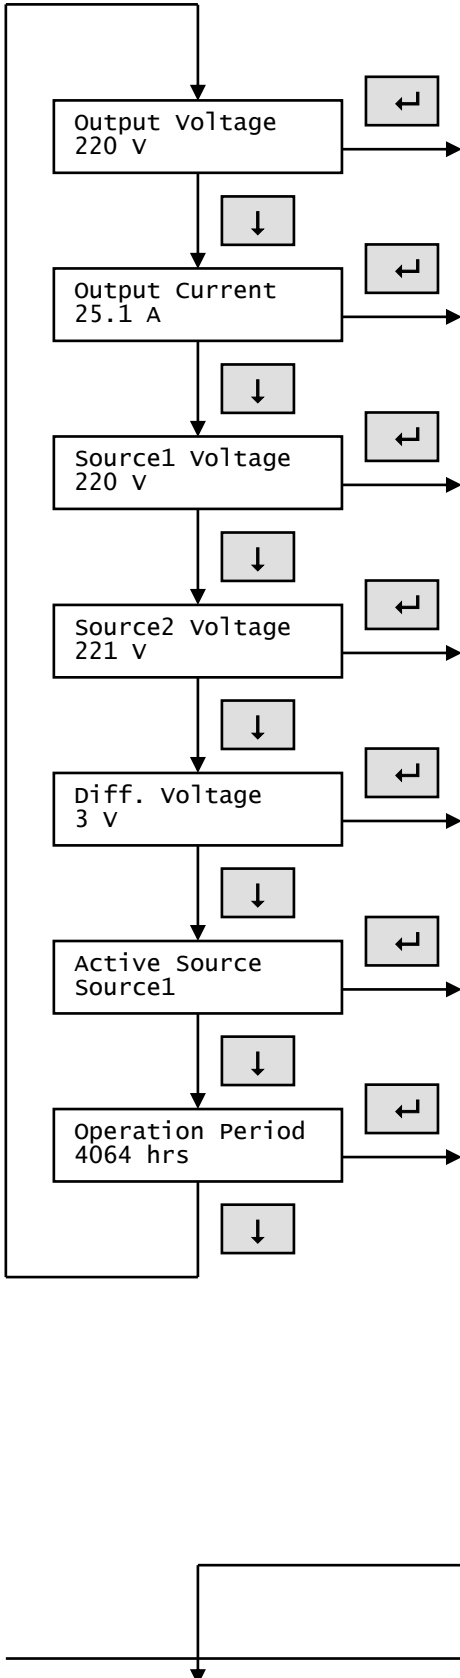 Output Voltage
220 V
Output Current
25.1 A
Source1 Voltage
220 V
Source2 Voltage
221 V
Diff. Voltage
3 V
Active Source
Source1
Operation Period
4064 hrs